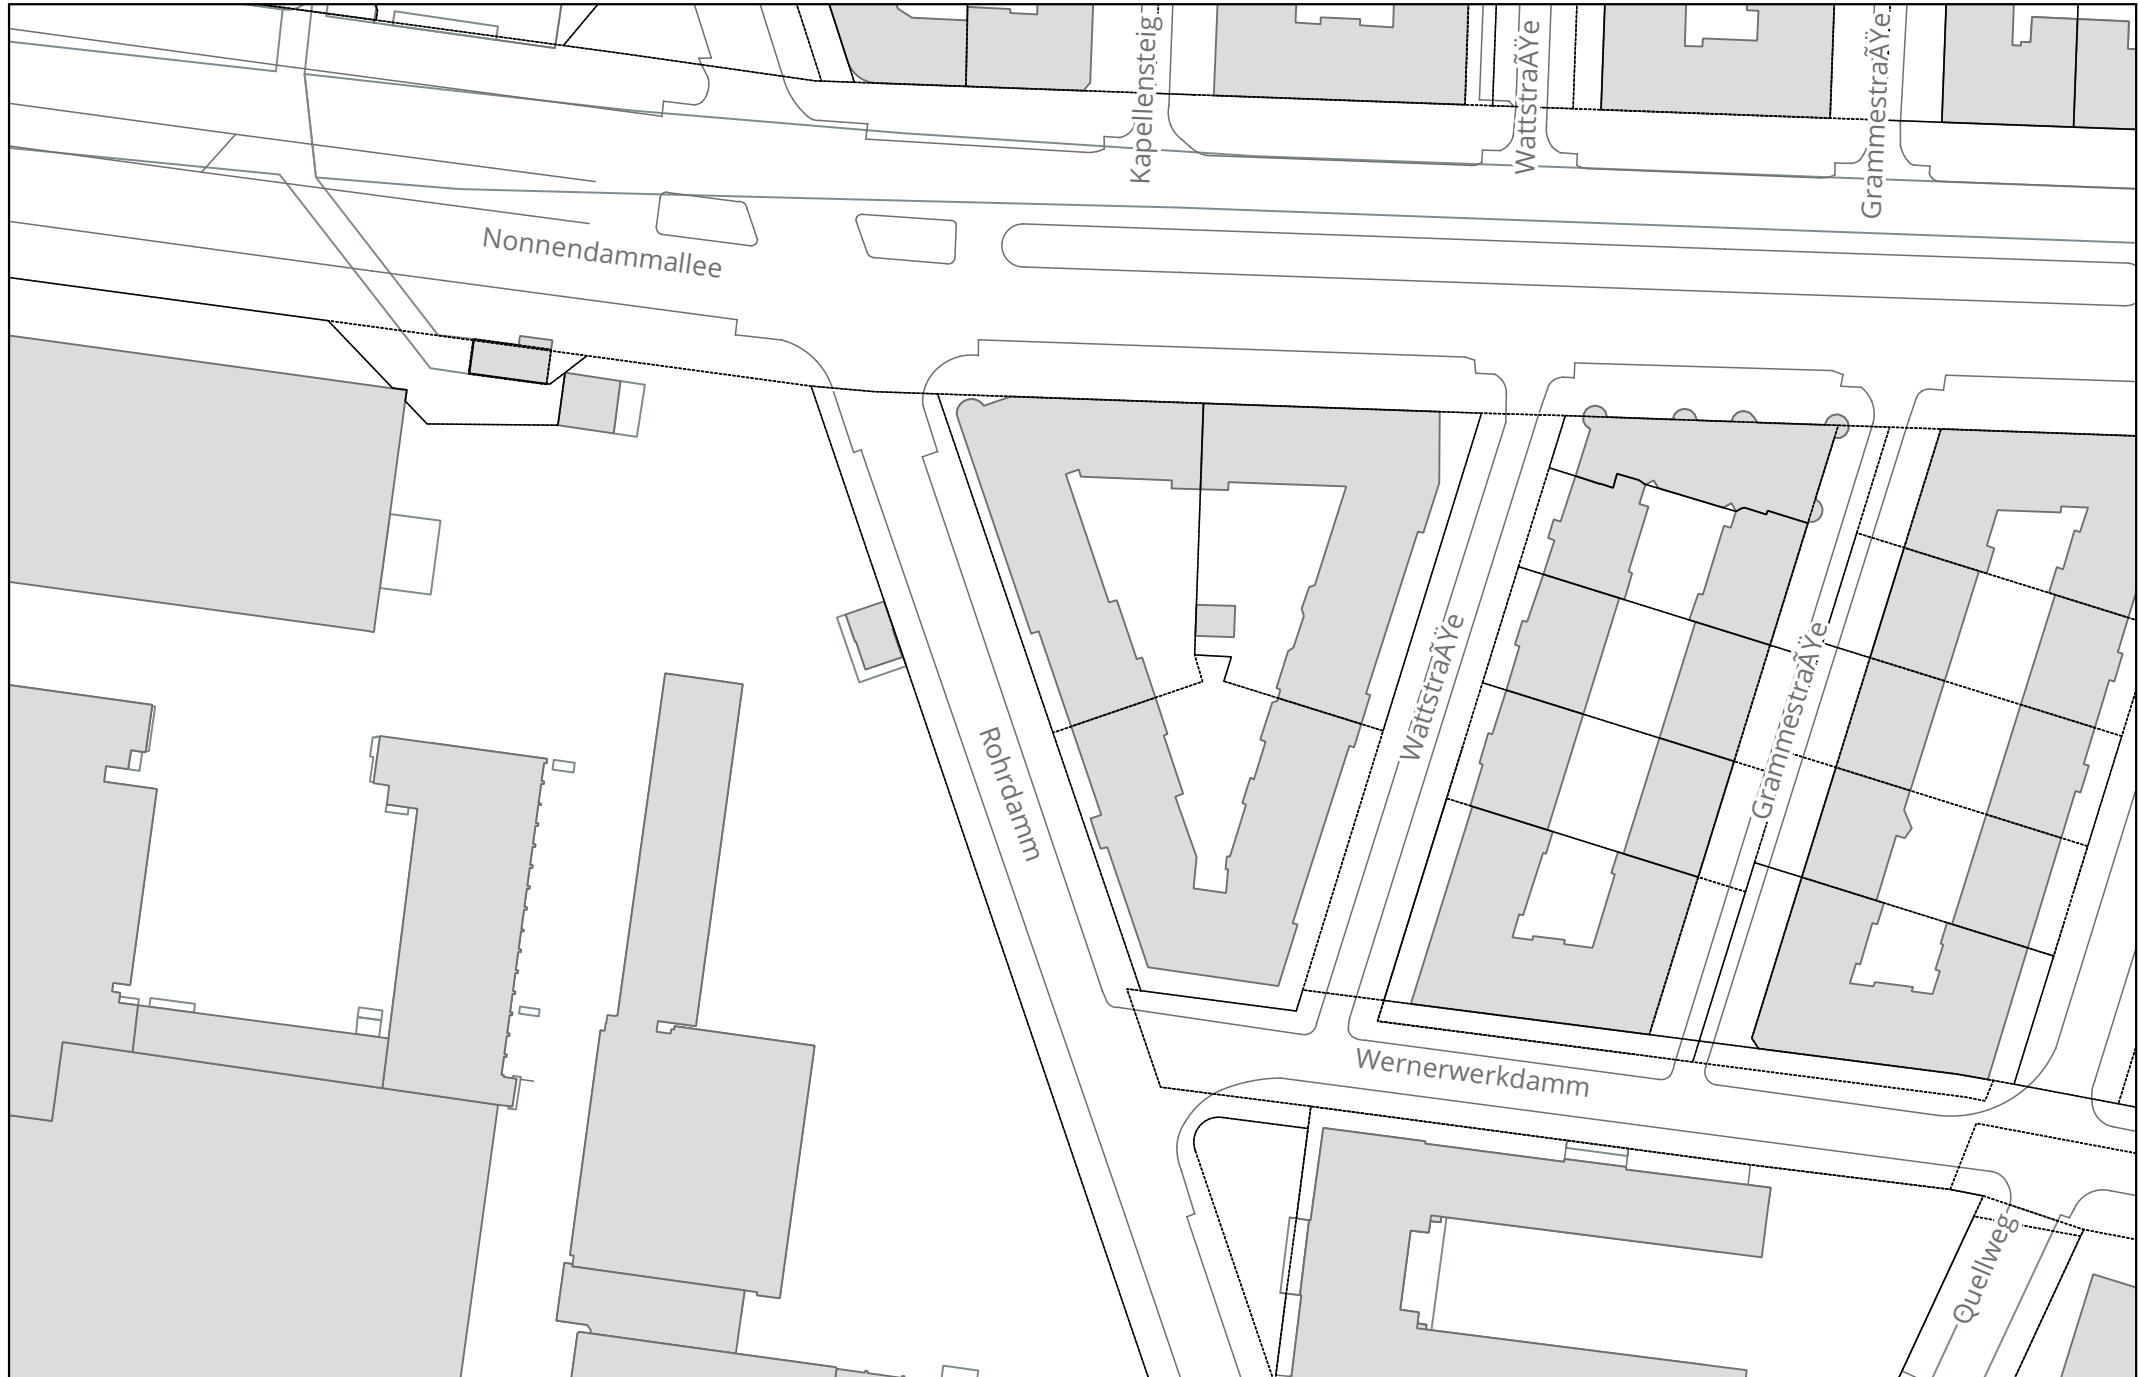 Kapellensteig
WattstraÃŸe
GrammestraÃŸe
Nonnendammallee
WattstraÃŸe
GrammestraÃŸe
Rohrdamm
Wernerwerkdamm
Quellweg